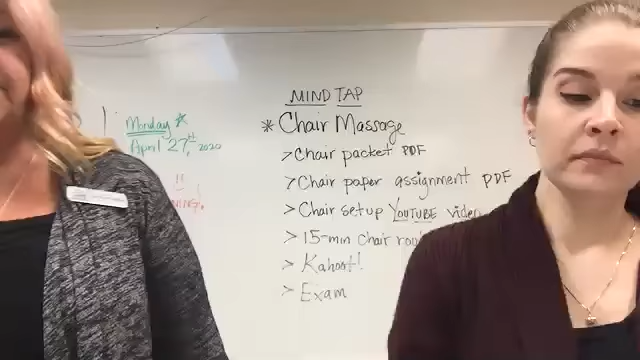 MIND TAP
* Chair Massage
> Chair packet PDF
> Chair paper assignment PDF
> Chair setup YOUTUBE video
> 15-min Chair
> Kahoot!
> Exam
Monday *
April 27th, 2020
!!